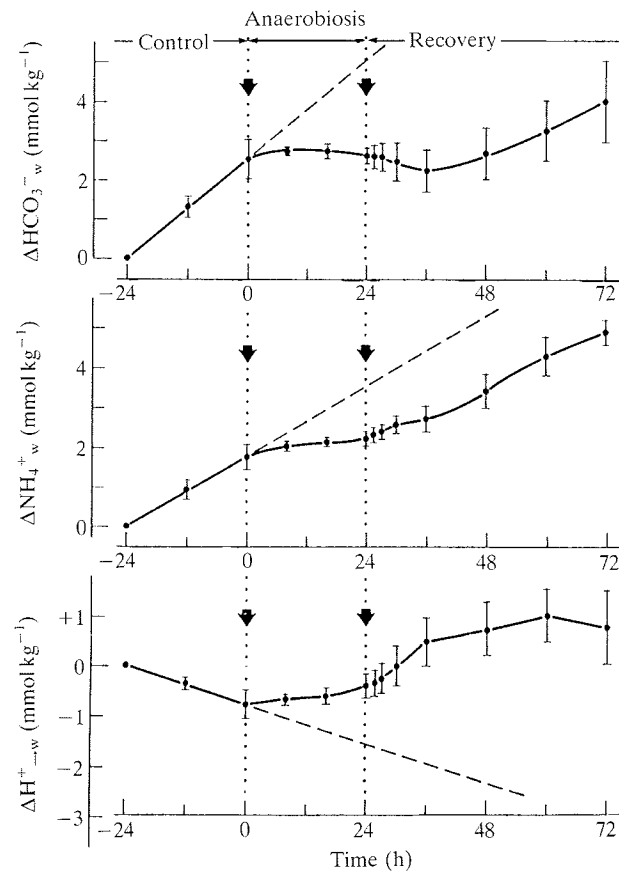 Anaerobiosis
Control
Recovery
ΔHCO₃⁻w (mmol kg⁻¹)
4
2
0
−24 0 24 48 72
ΔNH₄⁺w (mmol kg⁻¹)
4
2
0
−24 0 24 48 72
ΔH⁺→w (mmol kg⁻¹)
+1
0
−1
−2
−3
−24 0 24 48 72
Time (h)